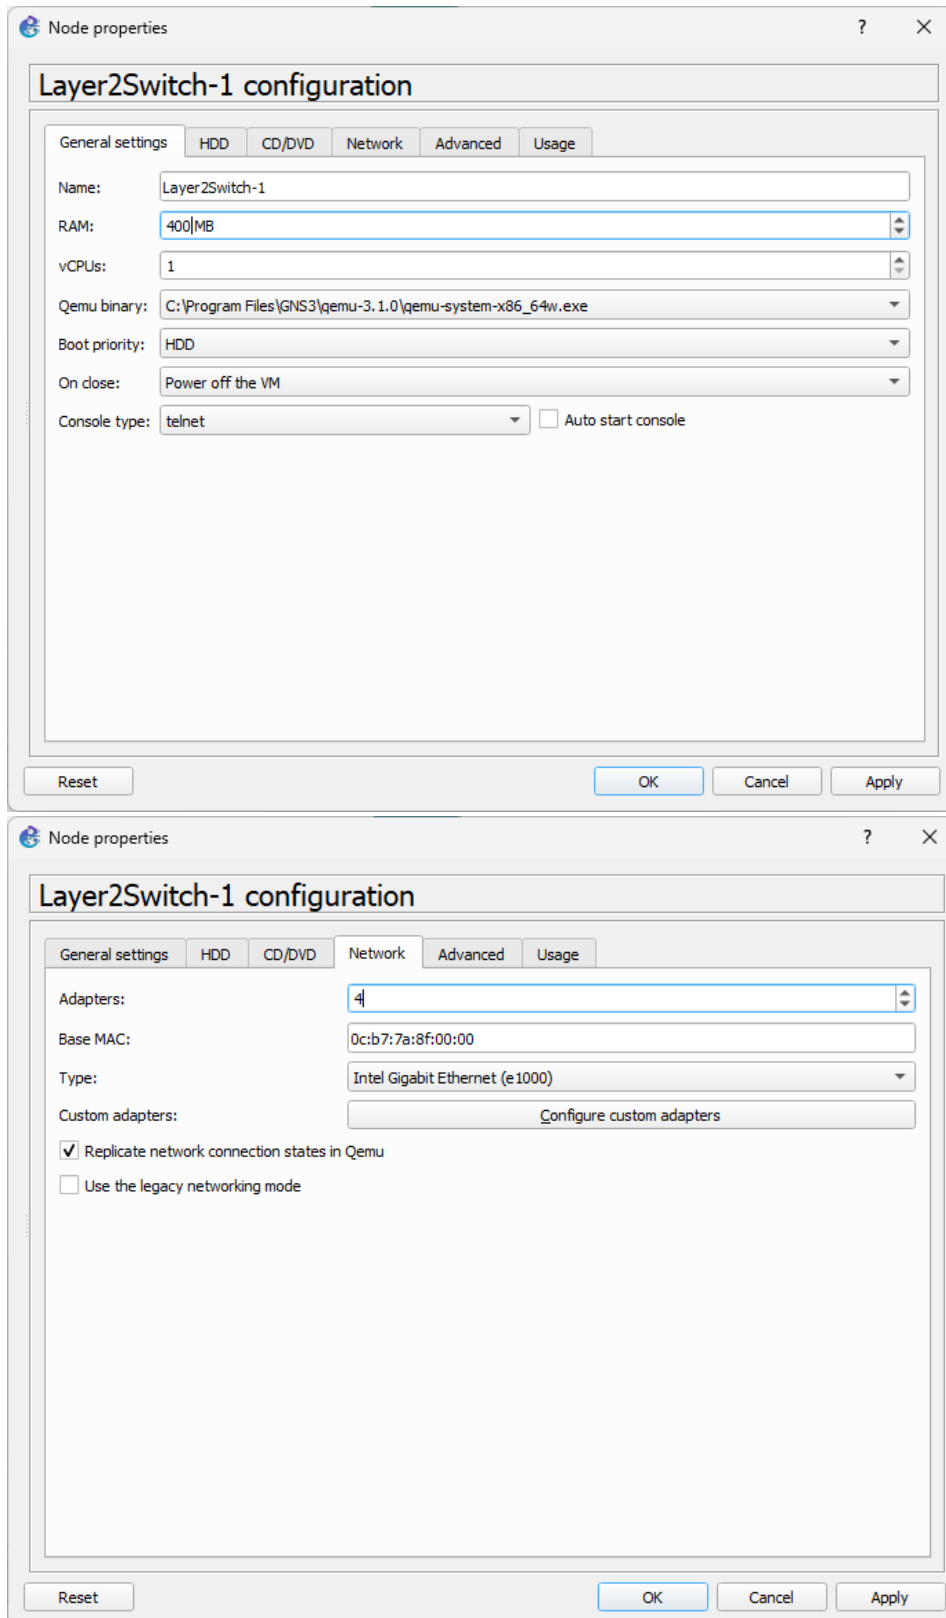 Node properties
?
Layer2Switch-1 configuration
General settings HDD CD/DVD Network Advanced Usage
Name: Layer2Switch-1
RAM: 400 MB
vCPUs: 1
Qemu binary: C:\Program Files\GNS3\qemu-3.1.0\qemu-system-x86_64w.exe
Boot priority: HDD
On close: Power off the VM
Console type: telnet Auto start console
Reset OK Cancel Apply
Node properties
?
Layer2Switch-1 configuration
General settings HDD CD/DVD Network Advanced Usage
Adapters: 4
Base MAC: 0c:b7:7a:8f:00:00
Type: Intel Gigabit Ethernet (e1000)
Custom adapters: Configure custom adapters
Replicate network connection states in Qemu
Use the legacy networking mode
Reset OK Cancel Apply